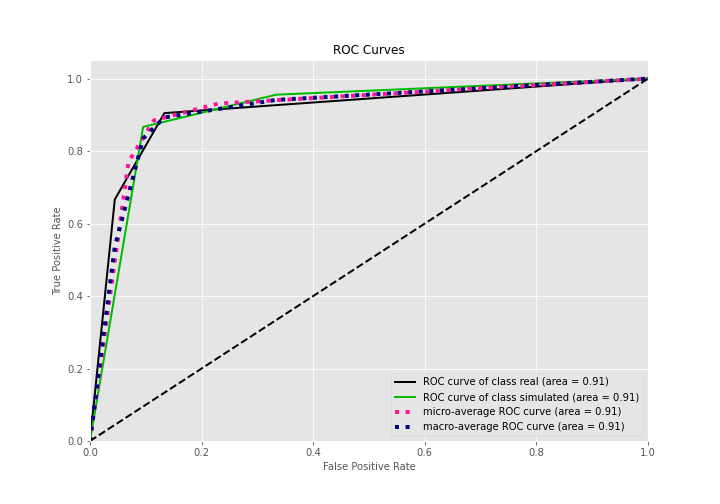 ROC Curves
True Positive Rate
1.0
0.8
0.6
0.4
0.2
0.0
0.0 0.2 0.4 0.6 0.8 1.0
False Positive Rate
ROC curve of class real (area = 0.91)
ROC curve of class simulated (area = 0.91)
micro-average ROC curve (area = 0.91)
macro-average ROC curve (area = 0.91)